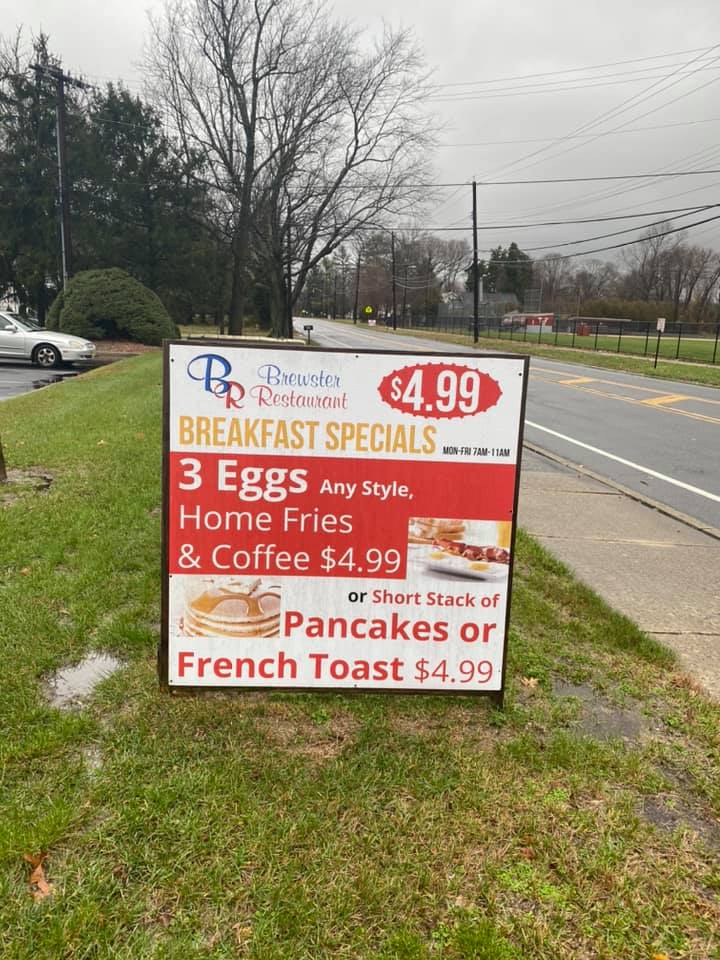 BR Brewster
Restaurant
$4.99
BREAKFAST SPECIALS MON-FRI 7AM-11AM
3 Eggs Any Style,
Home Fries
& Coffee $4.99
or Short Stack of
Pancakes or
French Toast $4.99